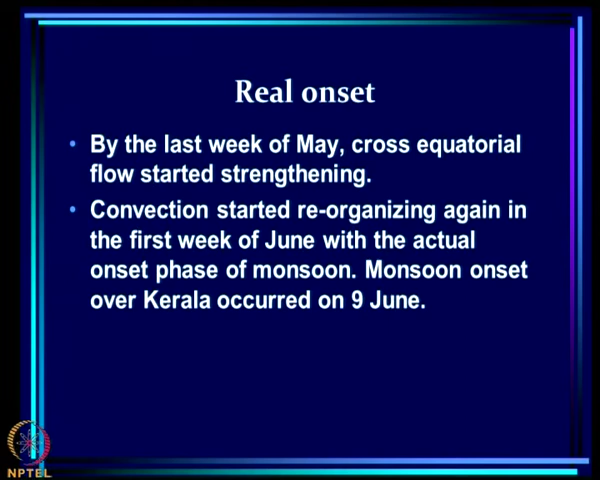 Real onset
• By the last week of May, cross equatorial
flow started strengthening.
• Convection started re-organizing again in
the first week of June with the actual
onset phase of monsoon. Monsoon onset
over Kerala occurred on 9 June.
NPTEL